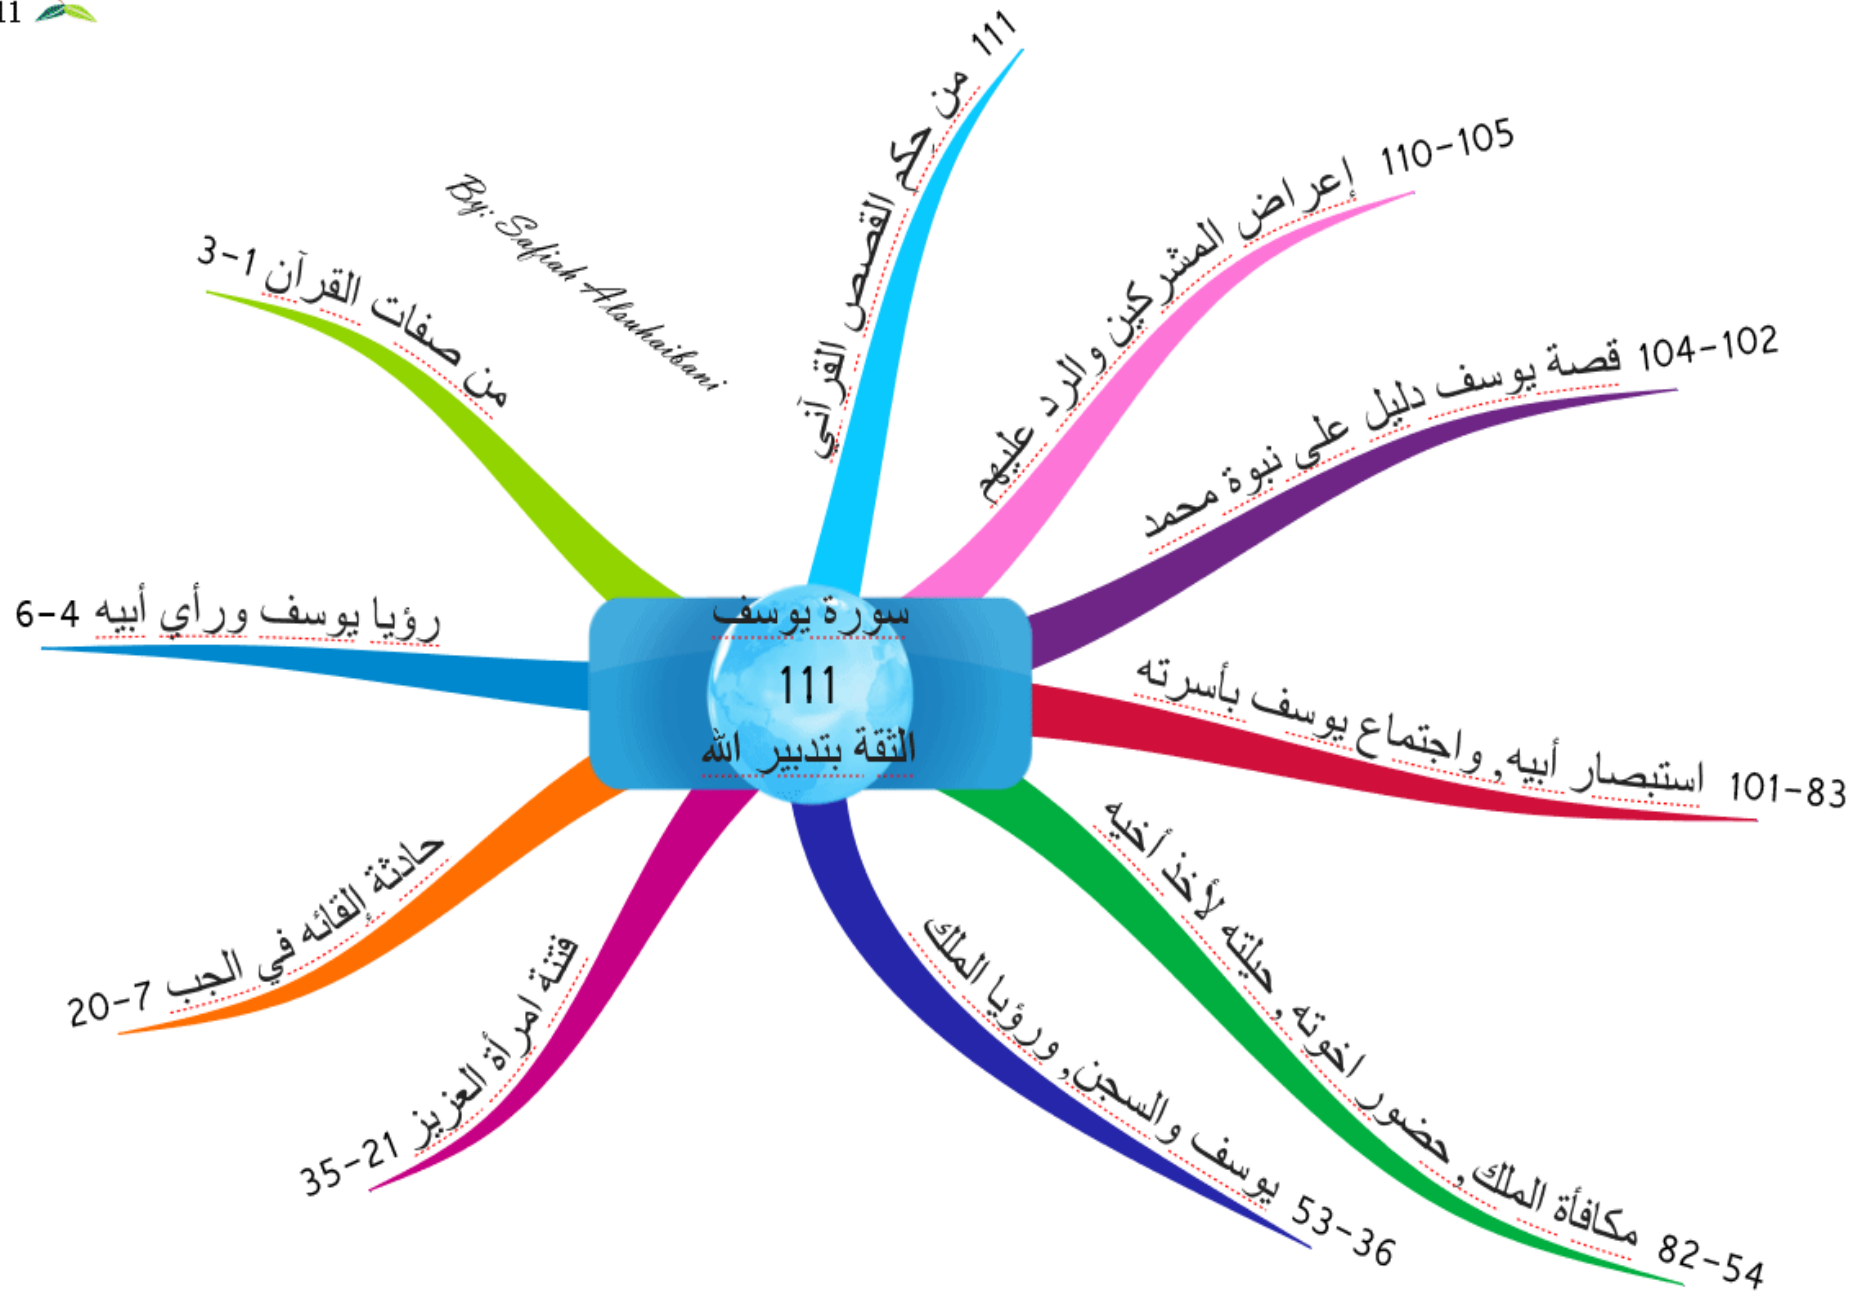 11
سورة يوسف
111
الثقة بتدبير الله
By: Safiah Alsuhaibani
من صفات القرآن 1-3
رؤيا يوسف ورأي أبيه 4-6
حادثة إلقائه في الجب 7-20
فتنة امرأة العزيز 21-35
يوسف والسجن, ورؤيا الملك 36-53
مكافأة الملك, حضور اخوته, حيلته لأخذ أخيه 54-82
استبصار أبيه, واجتماع يوسف بأسرته 83-101
قصة يوسف دليل على نبوة محمد 102-104
إعراض المشركين والرد عليهم 105-110
من حِكَم القصص القرآني 111